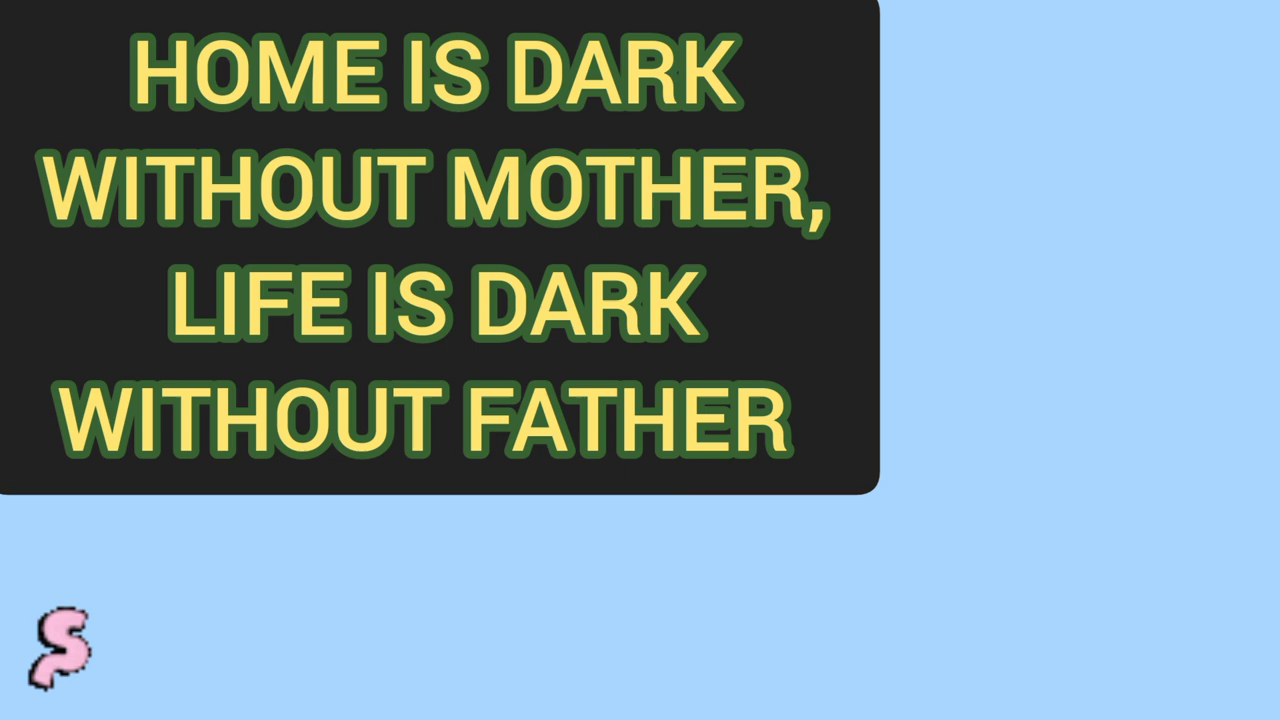 HOME IS DARK
WITHOUT MOTHER,
LIFE IS DARK
WITHOUT FATHER
S